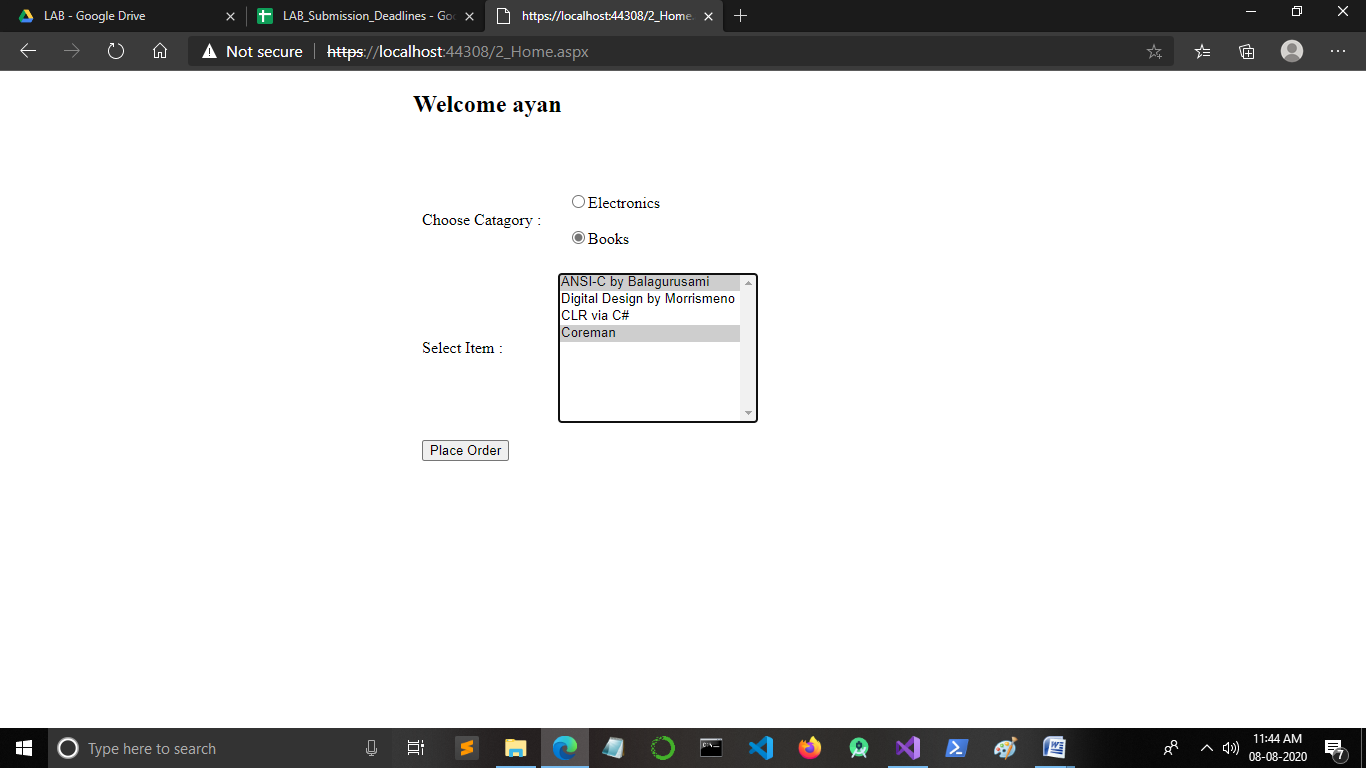 LAB - Google Drive
LAB_Submission_Deadlines - Goo
https://localhost:44308/2_Home.
Not secure
https://localhost:44308/2_Home.aspx
Welcome ayan
Choose Catagory :
Electronics
Books
Select Item :
ANSI-C by Balagurusami
Digital Design by Morrismeno
CLR via C#
Coreman
Place Order
Type here to search
11:44 AM
08-08-2020
7